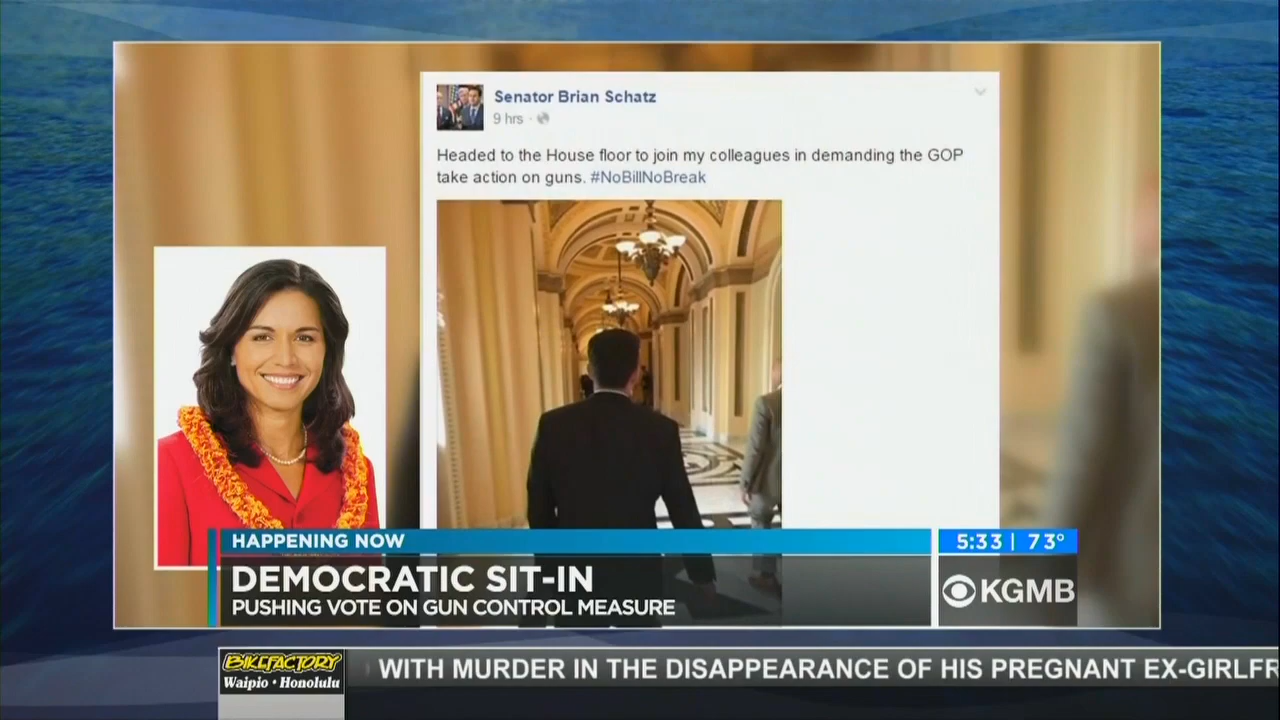 Senator Brian Schatz
9 hrs ·
Headed to the House floor to join my colleagues in demanding the GOP
take action on guns. #NoBillNoBreak
HAPPENING NOW
DEMOCRATIC SIT-IN
PUSHING VOTE ON GUN CONTROL MEASURE
5:33 | 73°
KGMB
BIKEFACTORY
Waipio • Honolulu
WITH MURDER IN THE DISAPPEARANCE OF HIS PREGNANT EX-GIRLFR